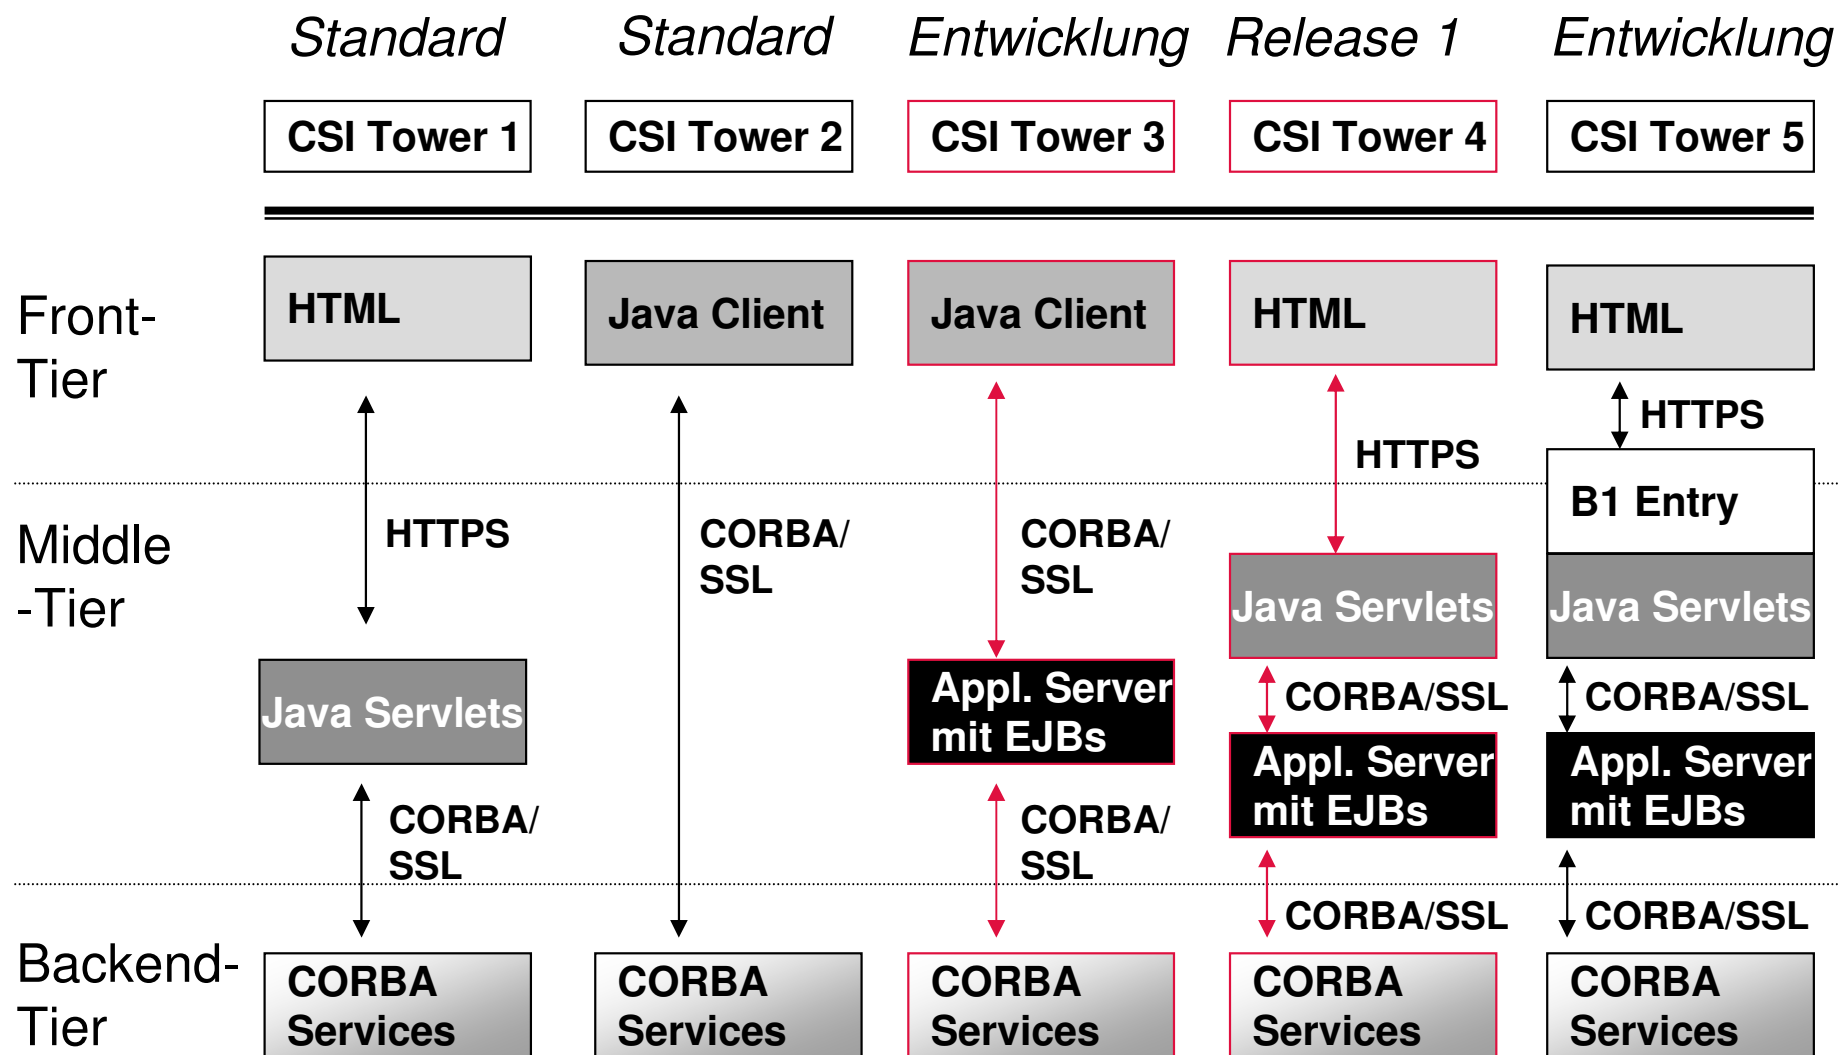 Standard
Standard
Entwicklung
Release 1
Entwicklung
CSI Tower 1
CSI Tower 2
CSI Tower 3
CSI Tower 4
CSI Tower 5
Front-
Tier
HTML
Java Client
Java Client
HTML
HTML
HTTPS
HTTPS
B1 Entry
Middle
-Tier
HTTPS
CORBA/
SSL
CORBA/
SSL
Java Servlets
Java Servlets
Java Servlets
Appl. Server
mit EJBs
CORBA/SSL
CORBA/SSL
Appl. Server
mit EJBs
Appl. Server
mit EJBs
CORBA/
SSL
CORBA/
SSL
CORBA/SSL
CORBA/SSL
Backend-
Tier
CORBA
Services
CORBA
Services
CORBA
Services
CORBA
Services
CORBA
Services